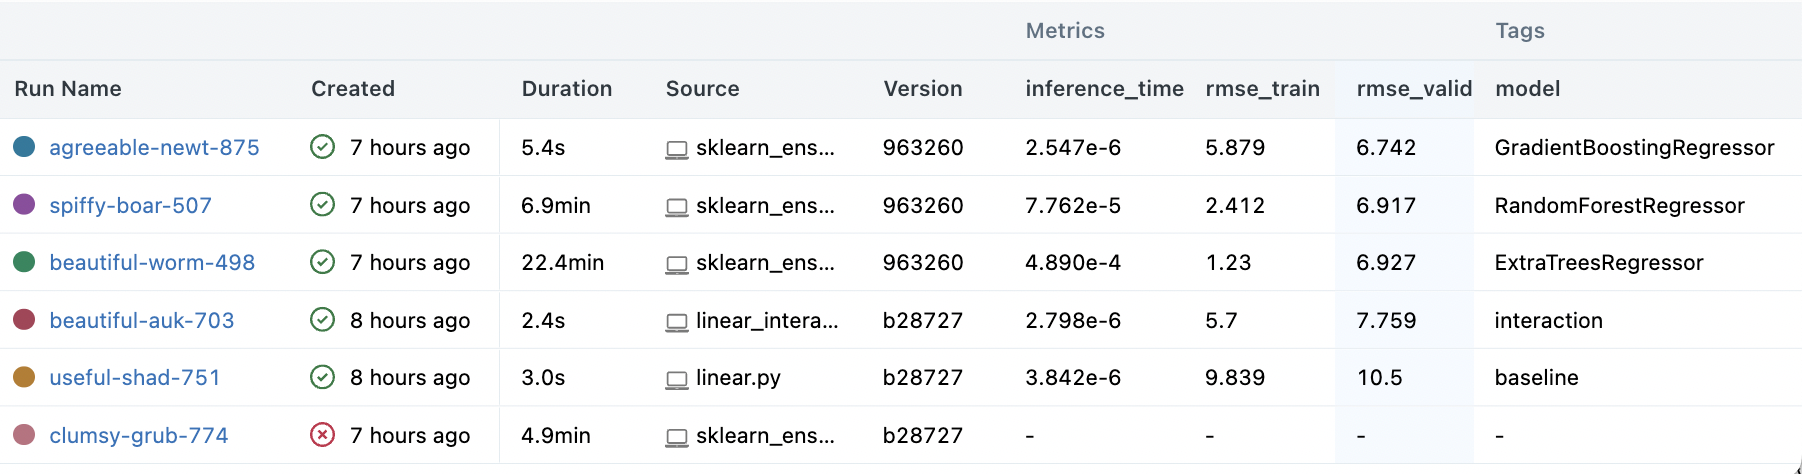 Metrics Tags
Run Name Created Duration Source Version inference_time rmse_train rmse_valid model
agreeable-newt-875 7 hours ago 5.4s sklearn_ens... 963260 2.547e-6 5.879 6.742 GradientBoostingRegressor
spiffy-boar-507 7 hours ago 6.9min sklearn_ens... 963260 7.762e-5 2.412 6.917 RandomForestRegressor
beautiful-worm-498 7 hours ago 22.4min sklearn_ens... 963260 4.890e-4 1.23 6.927 ExtraTreesRegressor
beautiful-auk-703 8 hours ago 2.4s linear_intera... b28727 2.798e-6 5.7 7.759 interaction
useful-shad-751 8 hours ago 3.0s linear.py b28727 3.842e-6 9.839 10.5 baseline
clumsy-grub-774 7 hours ago 4.9min sklearn_ens... b28727 - - - -